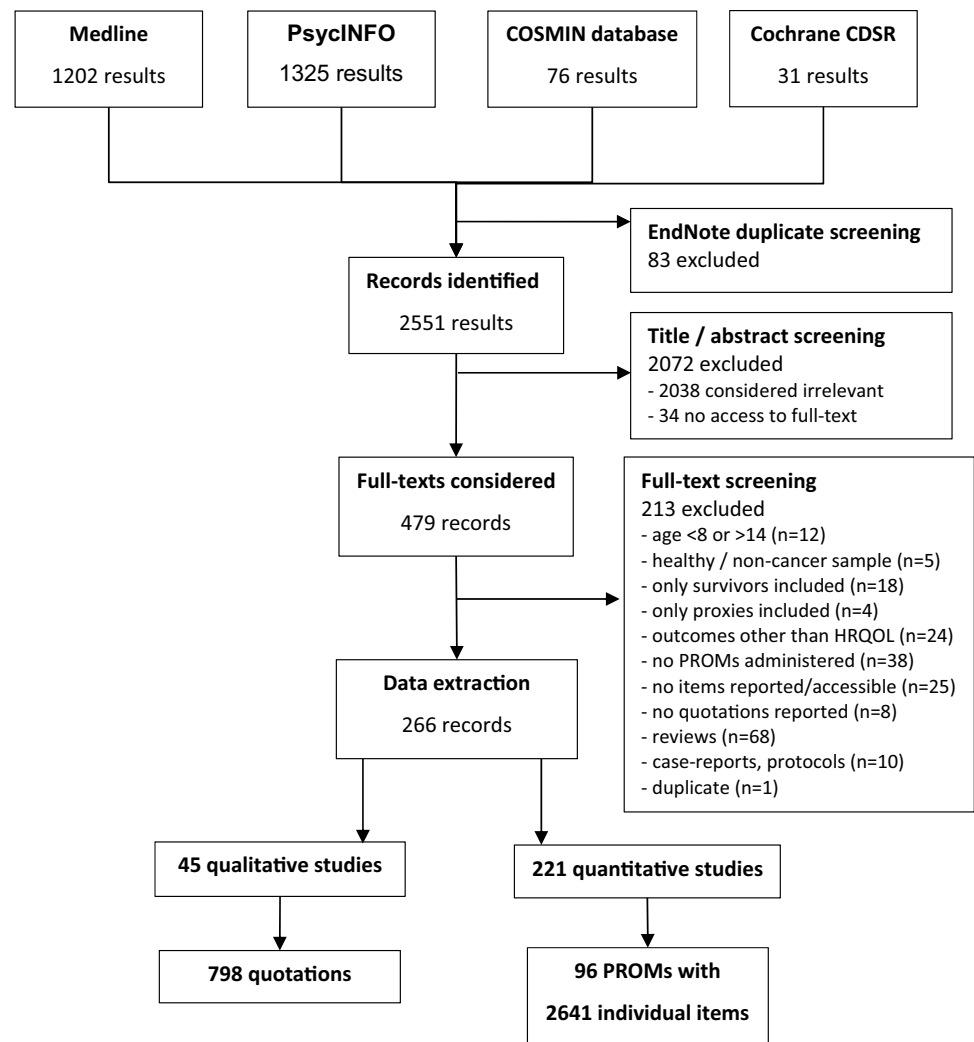 Medline
1202 results
PsycINFO
1325 results
COSMIN database
76 results
Cochrane CDSR
31 results
EndNote duplicate screening
83 excluded
Records identified
2551 results
Title / abstract screening
2072 excluded
- 2038 considered irrelevant
- 34 no access to full-text
Full-texts considered
479 records
Full-text screening
213 excluded
- age <8 or >14 (n=12)
- healthy / non-cancer sample (n=5)
- only survivors included (n=18)
- only proxies included (n=4)
- outcomes other than HRQOL (n=24)
- no PROMs administered (n=38)
- no items reported/accessible (n=25)
- no quotations reported (n=8)
- reviews (n=68)
- case-reports, protocols (n=10)
- duplicate (n=1)
Data extraction
266 records
45 qualitative studies
221 quantitative studies
798 quotations
96 PROMs with
2641 individual items